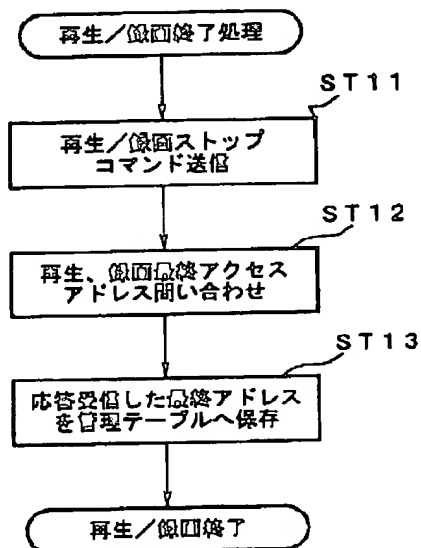 再生／録画終了処理
ST11
再生／録画ストップ
コマンド送信
ST12
再生、録画最終アクセス
アドレス問い合わせ
ST13
応答受信した最終アドレス
を管理テーブルへ保存
再生／録画終了